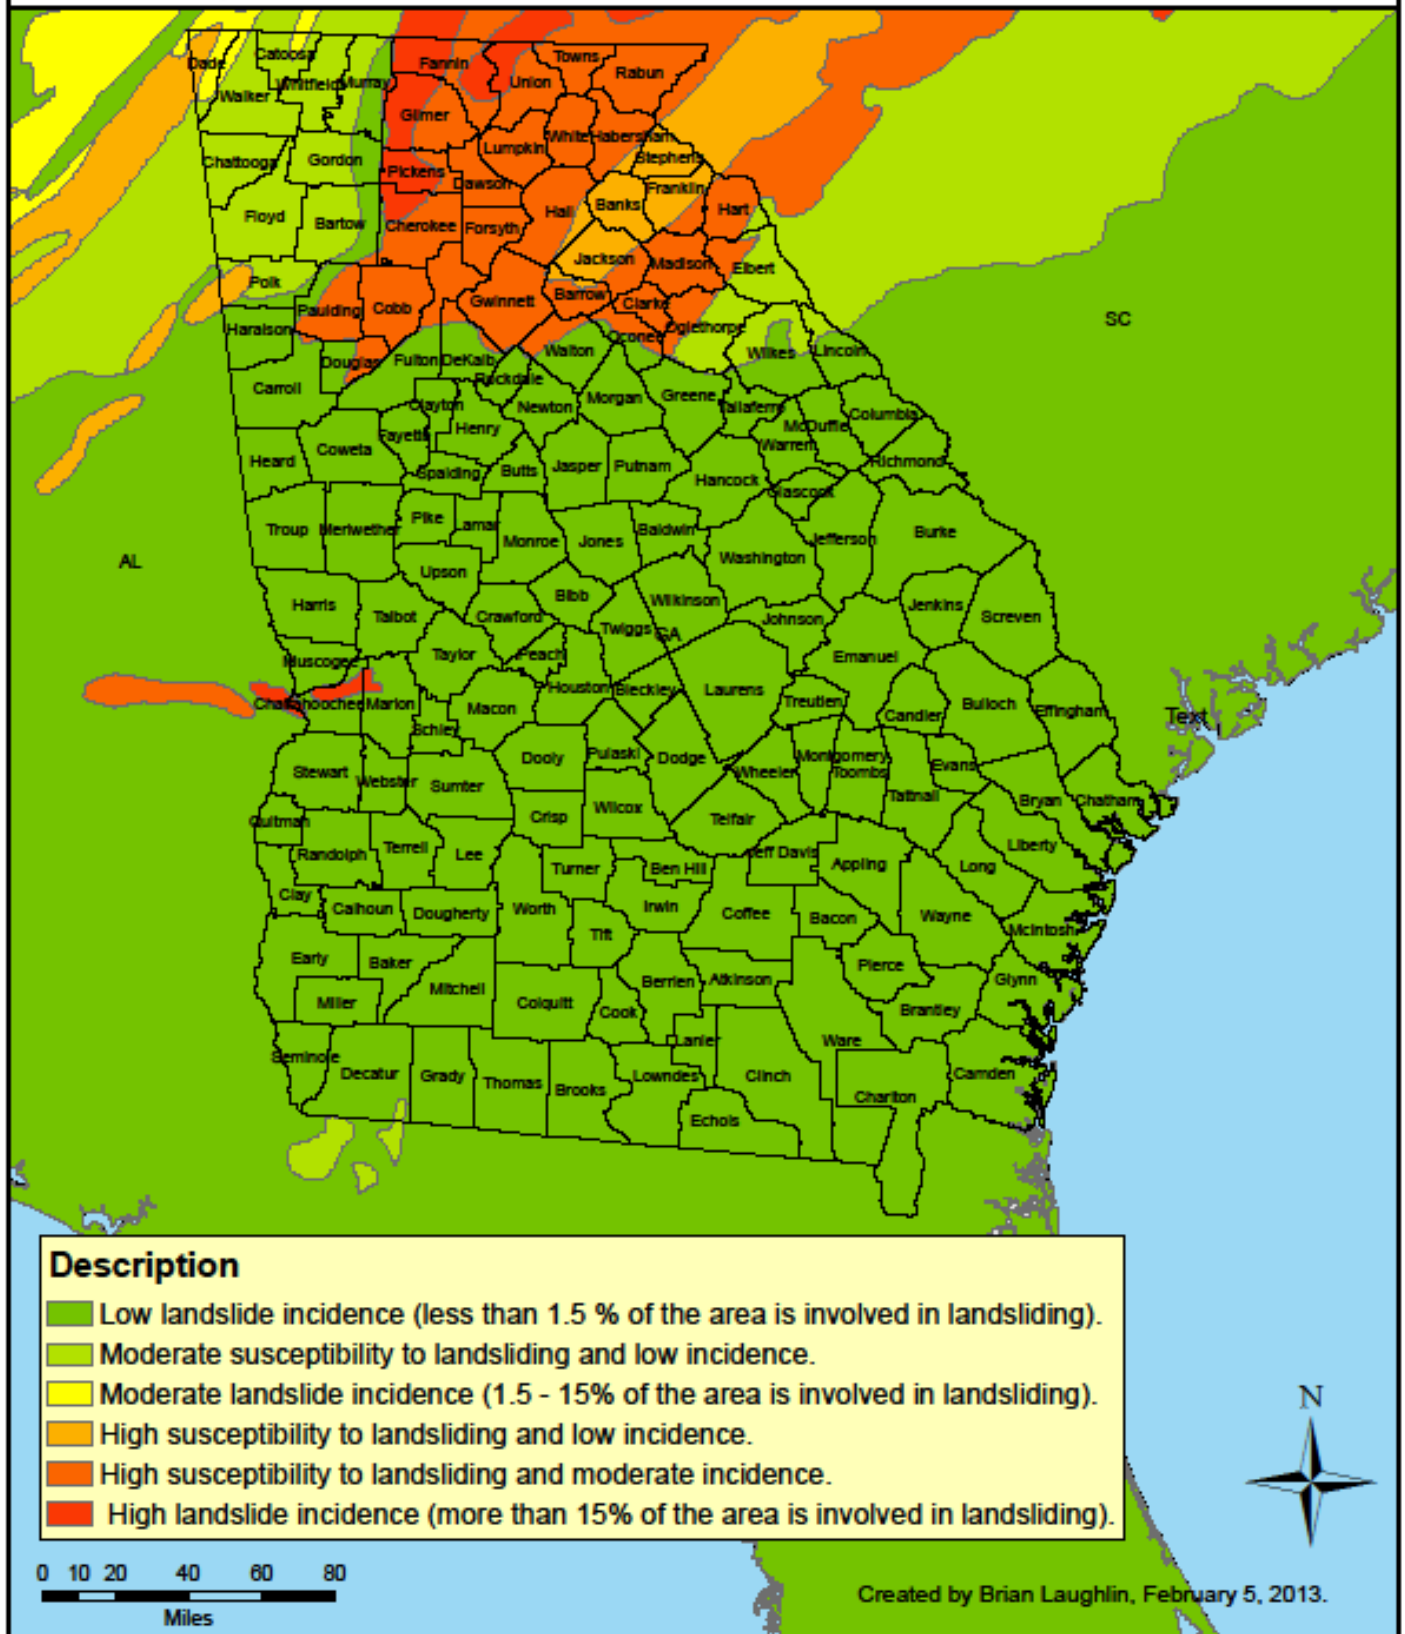 Dade Catoosa Whitfield Murray Fannin Towns
Walker Union Rabun
Gilmer
Chattooga Gordon Pickens Lumpkin White Habersham
Dawson Stephens
Floyd Bartow Cherokee Forsyth Hall Banks Franklin Hart
Polk Jackson Madison Elbert
Paulding Cobb Gwinnett Barrow Clarke
Haralson Oconee Oglethorpe SC
Douglas Fulton DeKalb Walton Wilkes Lincoln
Carroll Rockdale
Clayton Newton Morgan Greene Taliaferro Columbia
Fayette Henry McDuffie
Heard Coweta Warren
Spalding Butts Jasper Putnam Hancock Richmond
Glascock
Troup Meriwether Pike Lamar Monroe Jones Baldwin Jefferson Burke
AL Upson Washington
Harris Talbot Crawford Bibb Wilkinson Johnson Jenkins Screven
Twiggs GA
Muscogee Taylor Peach Emanuel
Houston Bleckley Laurens
Chattahoochee Marion Macon Treutlen Candler Bulloch Effingham Text
Schley
Stewart Webster Sumter Dooly Pulaski Dodge Wheeler Montgomery Toombs Evans
Quitman Crisp Wilcox Telfair Tattnall Bryan Chatham
Randolph Terrell Lee Turner Ben Hill Jeff Davis Appling Long Liberty
Clay Calhoun Dougherty Worth Irwin Coffee Bacon Wayne
Tift McIntosh
Early Baker Mitchell Berrien Atkinson Pierce Glynn
Miller Colquitt Cook Brantley
Seminole Lanier Ware
Decatur Grady Thomas Brooks Lowndes Clinch Camden
Echols Charlton
Description
Low landslide incidence (less than 1.5 % of the area is involved in landsliding).
Moderate susceptibility to landsliding and low incidence.
Moderate landslide incidence (1.5 - 15% of the area is involved in landsliding).
High susceptibility to landsliding and low incidence.
High susceptibility to landsliding and moderate incidence.
High landslide incidence (more than 15% of the area is involved in landsliding).
N
0 10 20 40 60 80
Miles
Created by Brian Laughlin, February 5, 2013.